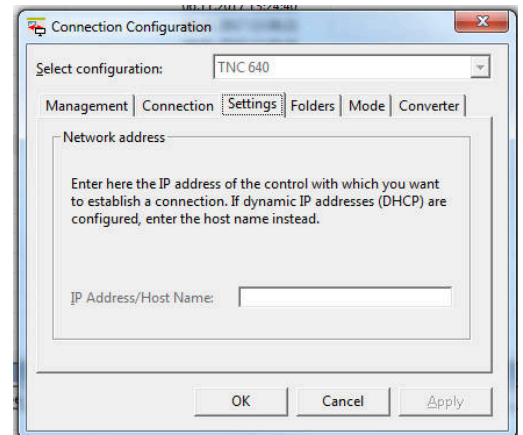 Connection Configuration
Select configuration: TNC 640
Management Connection Settings Folders Mode Converter
Network address
Enter here the IP address of the control with which you want
to establish a connection. If dynamic IP addresses (DHCP) are
configured, enter the host name instead.
IP Address/Host Name:
OK Cancel Apply